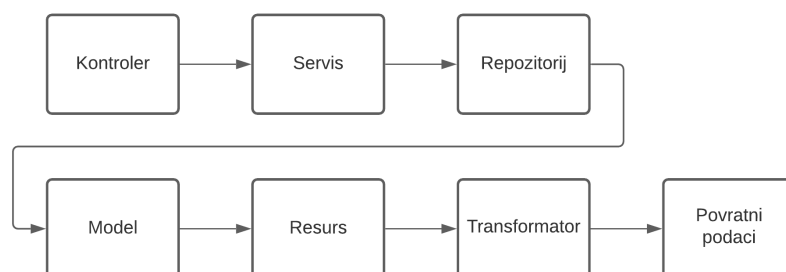 Kontroler
Servis
Repozitorij
Model
Resurs
Transformator
Povratni
podaci